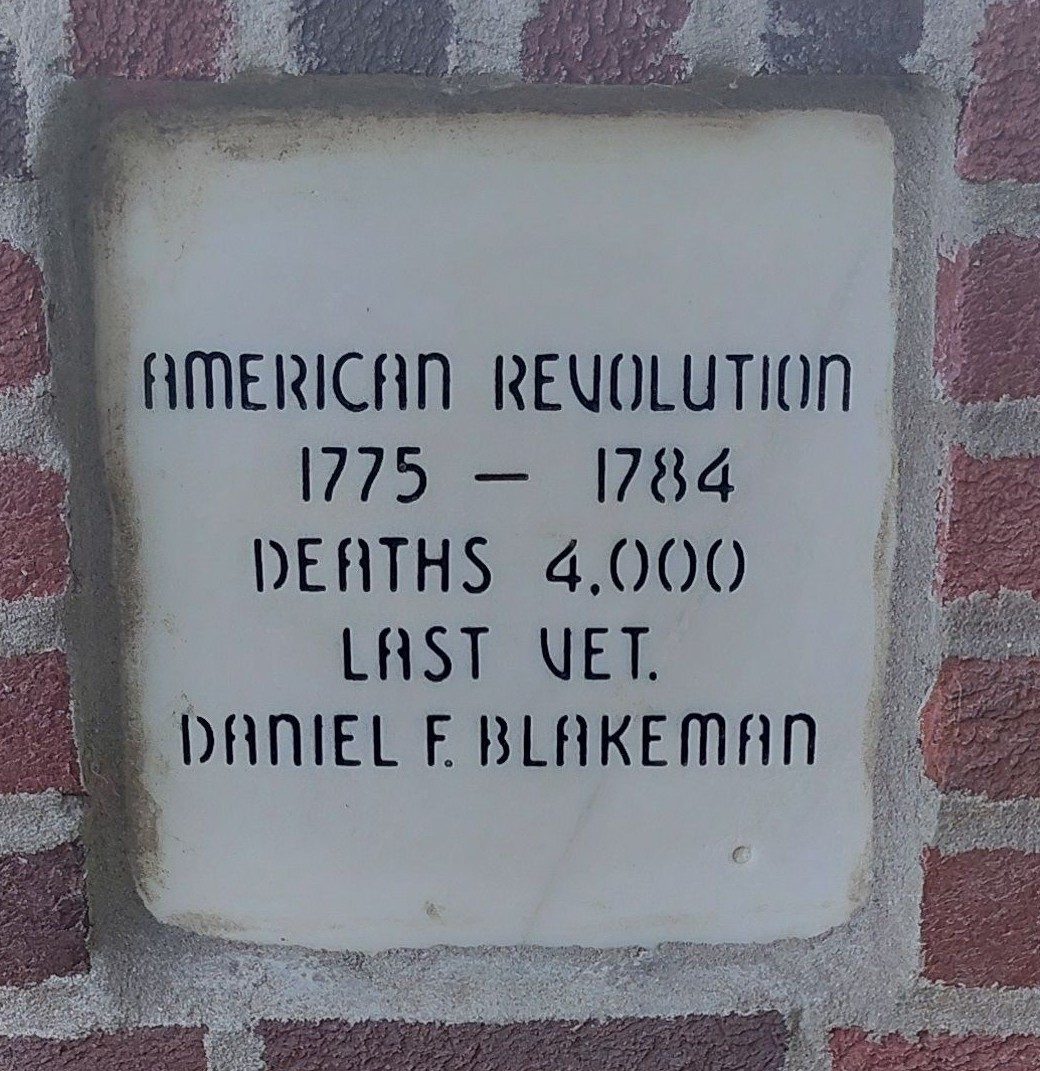 AMERICAN REVOLUTION
1775 — 1784
DEATHS 4.000
LAST VET.
DANIEL F. BLAKEMAN